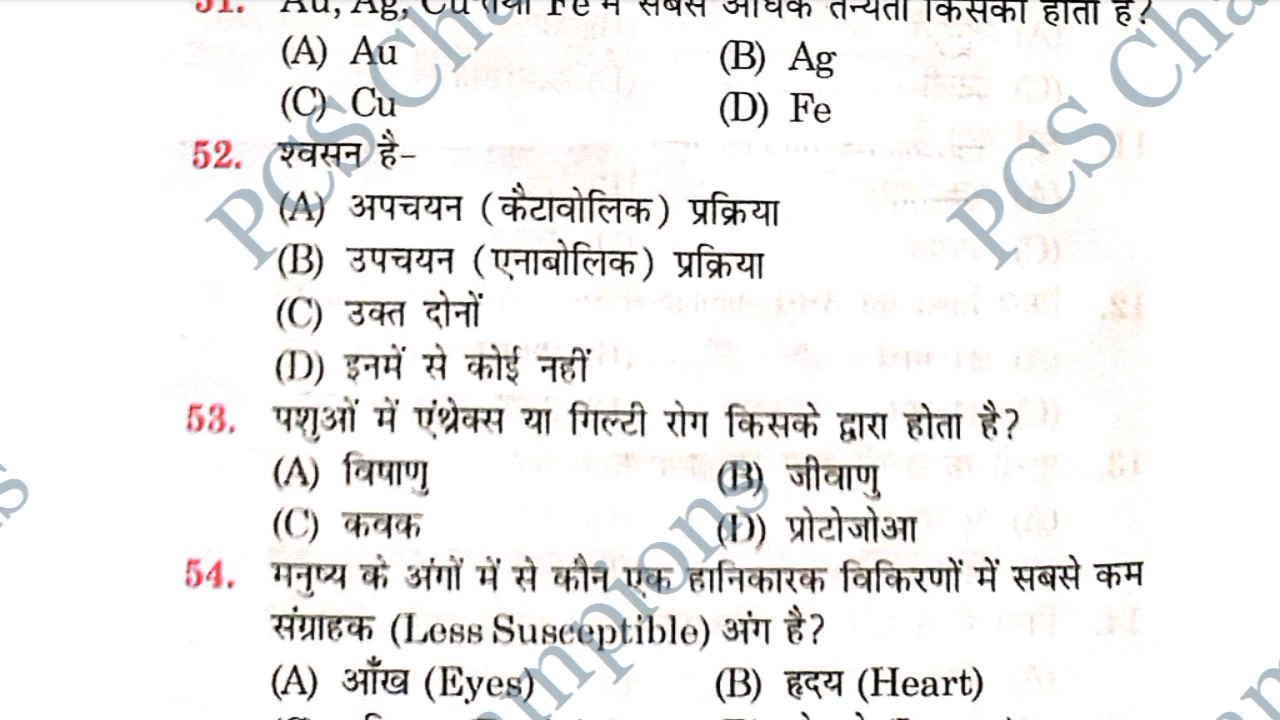 51. Au, Ag, Cu तथा Fe में सबसे अधिक तन्यता किसकी होती है?
(A) Au (B) Ag
(C) Cu (D) Fe
52. श्वसन है-
(A) अपचयन (कैटावोलिक) प्रक्रिया
(B) उपचयन (एनाबोलिक) प्रक्रिया
(C) उक्त दोनों
(D) इनमें से कोई नहीं
53. पशुओं में एंथ्रेक्स या गिल्टी रोग किसके द्वारा होता है?
(A) विषाणु (B) जीवाणु
(C) कवक (D) प्रोटोजोआ
54. मनुष्य के अंगों में से कौन एक हानिकारक विकिरणों में सबसे कम
संग्राहक (Less Susceptible) अंग है?
(A) आँख (Eyes) (B) हृदय (Heart)
PCS Champions
PCS Cha